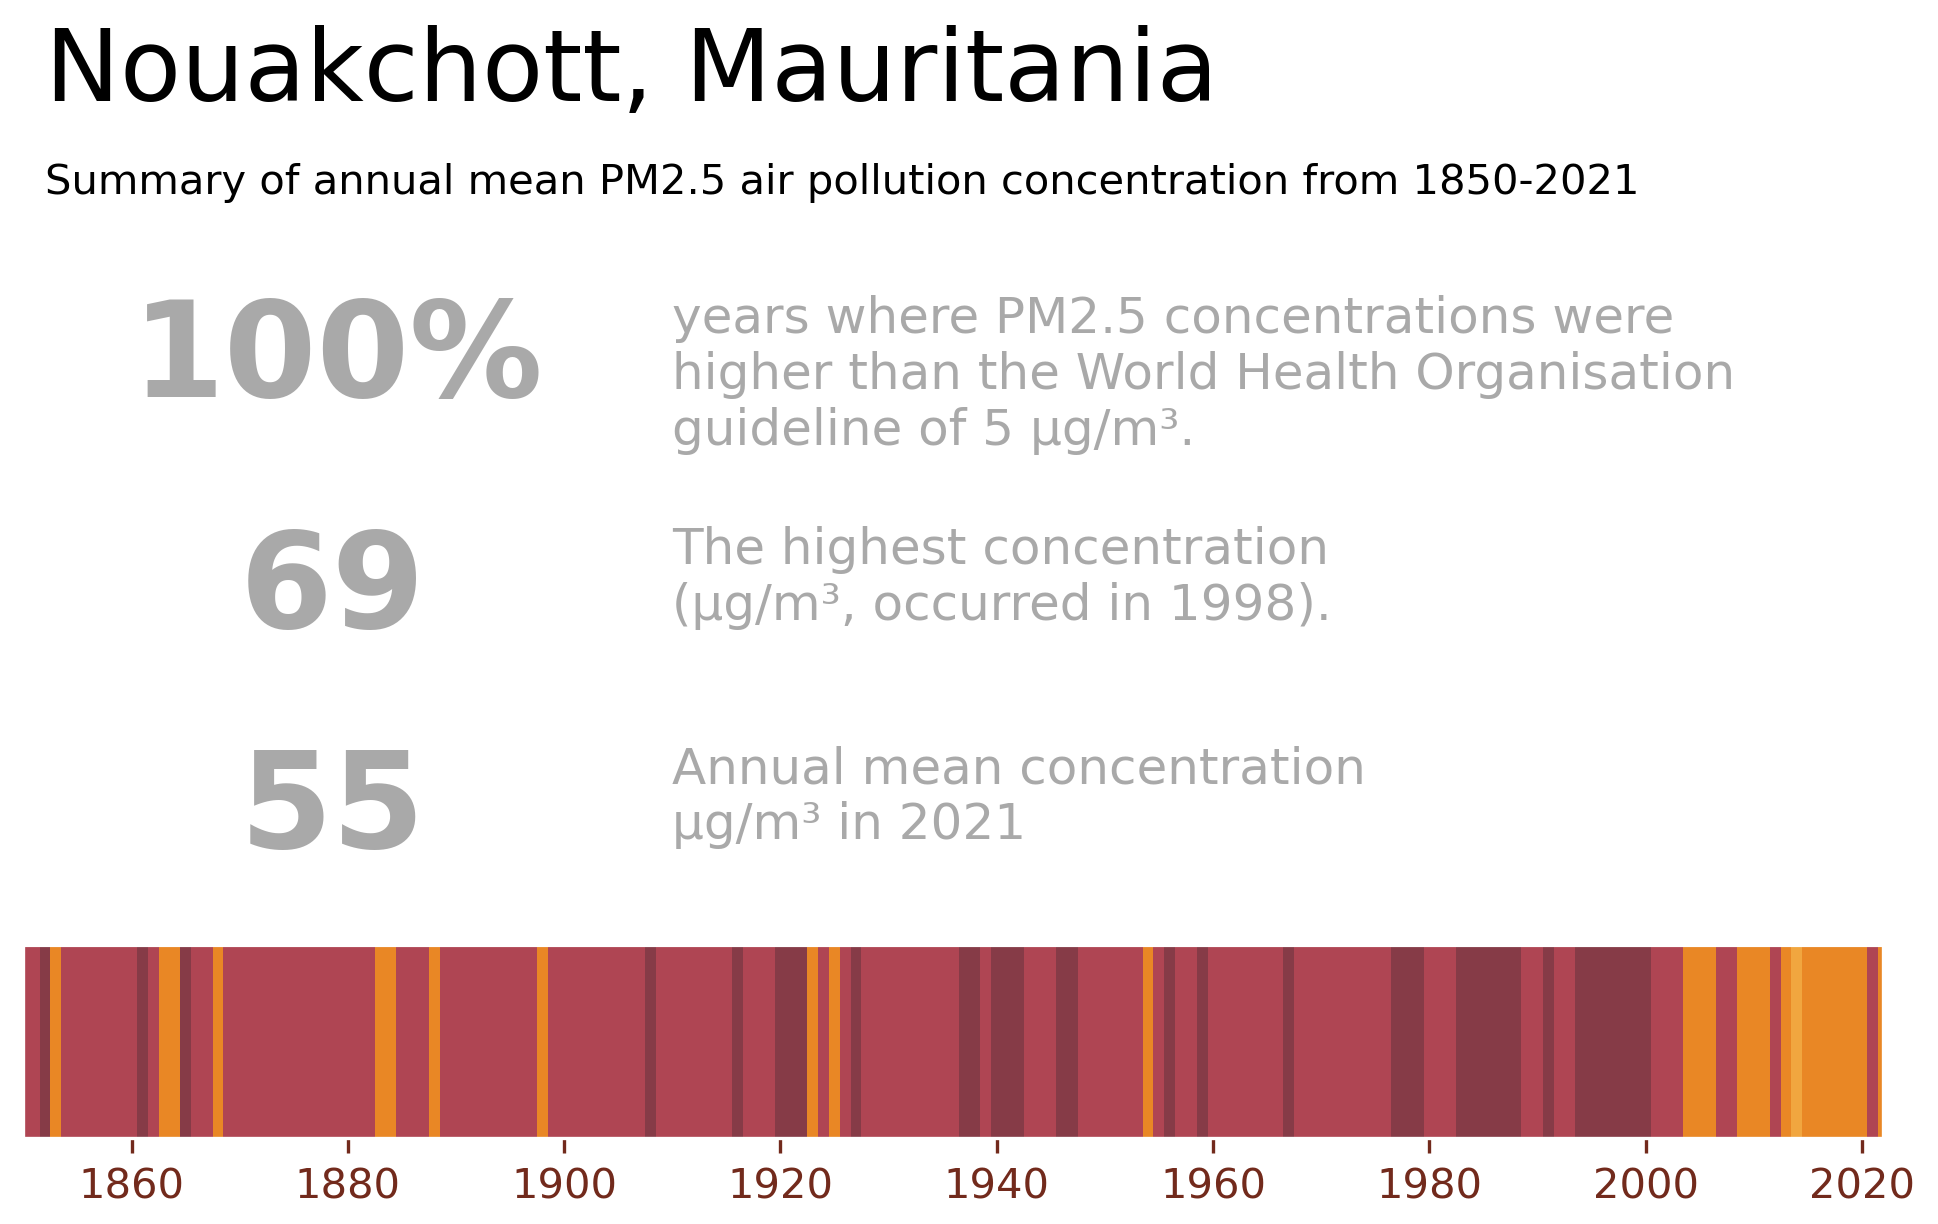 Nouakchott, Mauritania
Summary of annual mean PM2.5 air pollution concentration from 1850-2021
100%
years where PM2.5 concentrations were
higher than the World Health Organisation
guideline of 5 μg/m³.
69
The highest concentration
(μg/m³, occurred in 1998).
55
Annual mean concentration
μg/m³ in 2021
1860 1880 1900 1920 1940 1960 1980 2000 2020